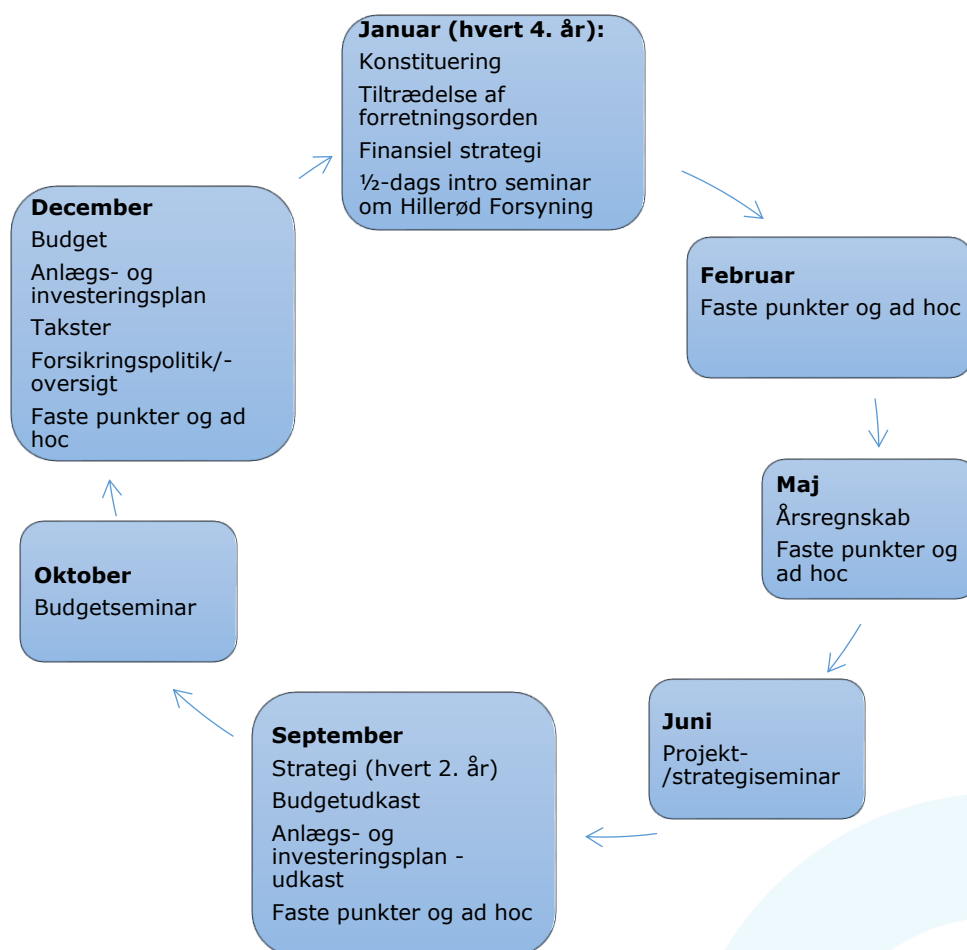 Januar (hvert 4. år):
Konstituering
Tiltrædelse af
forretningsorden
Finansiel strategi
½-dags intro seminar
om Hillerød Forsyning
Februar
Faste punkter og ad hoc
Maj
Årsregnskab
Faste punkter og
ad hoc
Juni
Projekt-
/strategiseminar
September
Strategi (hvert 2. år)
Budgetudkast
Anlægs- og
investeringsplan -
udkast
Faste punkter og ad hoc
Oktober
Budgetseminar
December
Budget
Anlægs- og
investeringsplan
Takster
Forsikringspolitik/-
oversigt
Faste punkter og ad
hoc